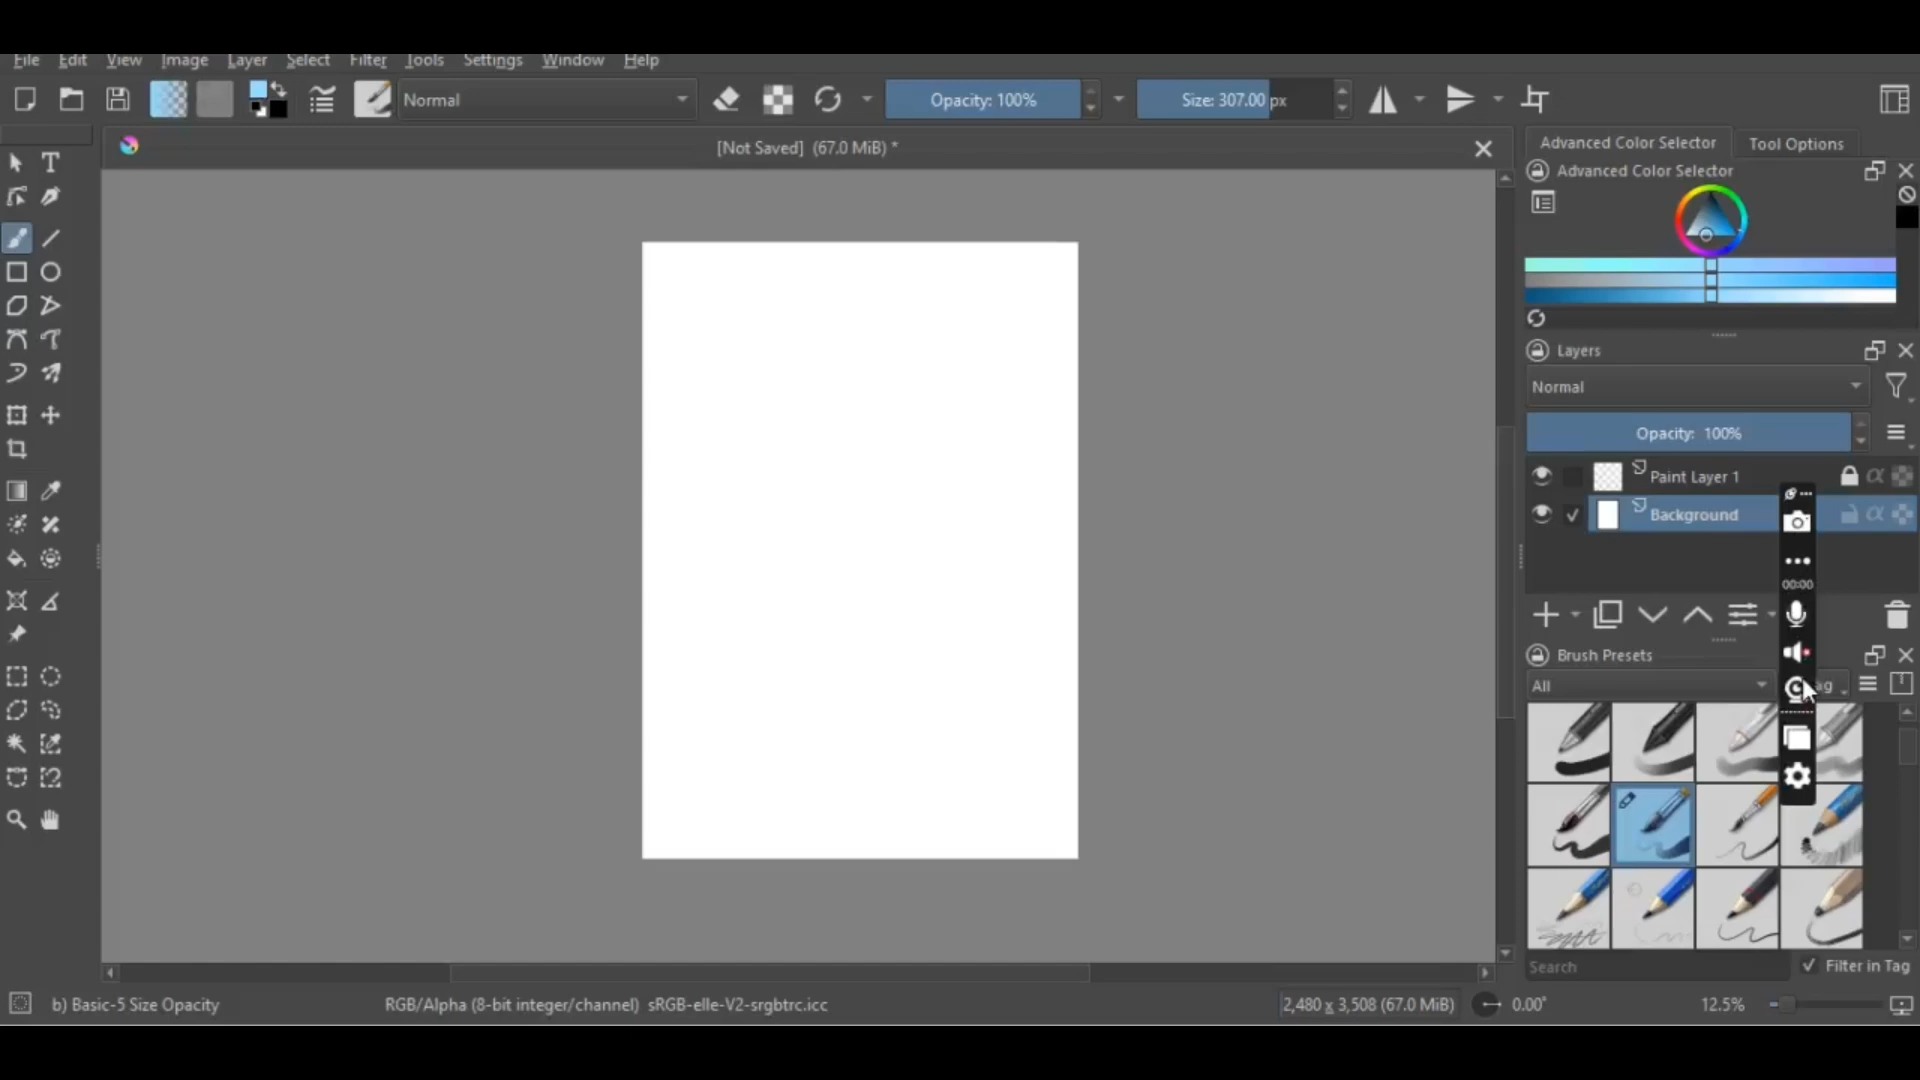 File Edit View Image Layer Select Filter Tools Settings Window Help
Normal Opacity: 100% Size: 307.00 px
[Not Saved] (67.0 MiB) *
Advanced Color Selector Tool Options
Advanced Color Selector
Layers
Normal
Opacity: 100%
Paint Layer 1
Background
00:00
Brush Presets
All
Search Filter in Tag
b) Basic-5 Size Opacity RGB/Alpha (8-bit integer/channel) sRGB-elle-V2-srgbtrc.icc 2,480 x 3,508 (67.0 MiB) 0.00° 12.5%